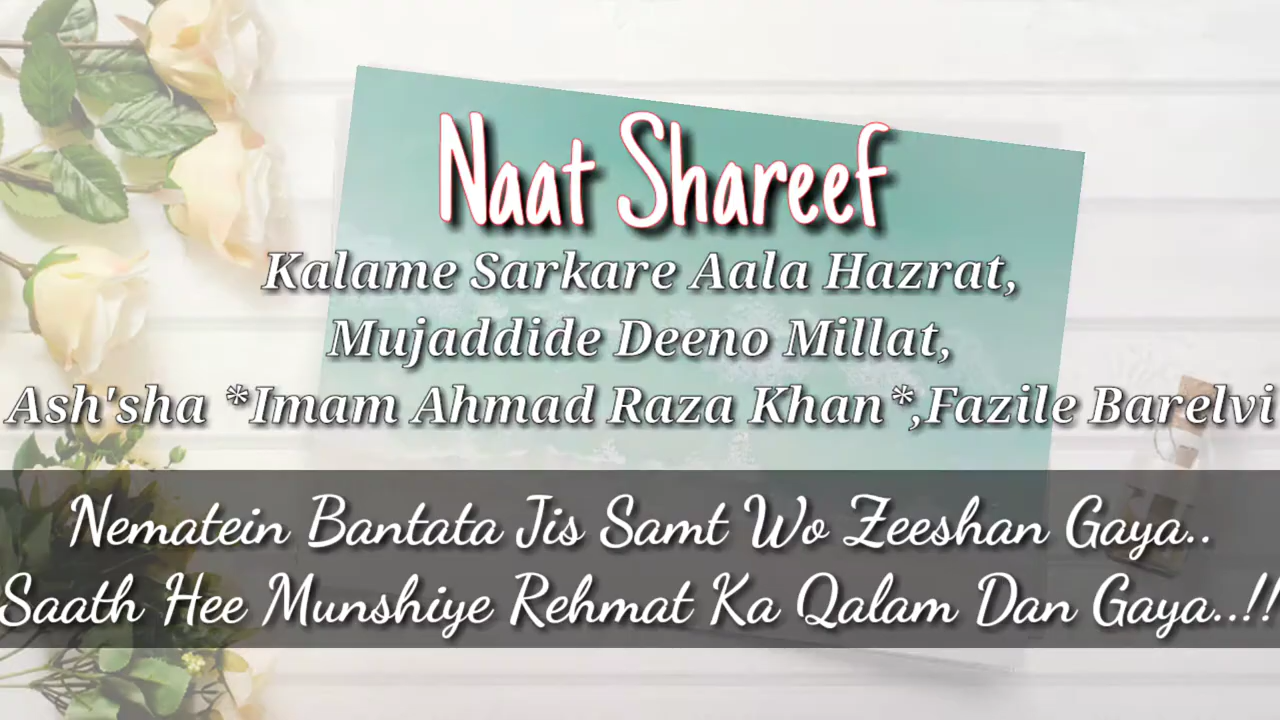 Naat Shareef
Kalame Sarkare Aala Hazrat,
Mujaddide Deeno Millat,
Ash'sha *Imam Ahmad Raza Khan*,Fazile Barelvi
Nematein Bantata Jis Samt Wo Zeeshan Gaya..
Saath Hee Munshiye Rehmat Ka Qalam Dan Gaya..!!